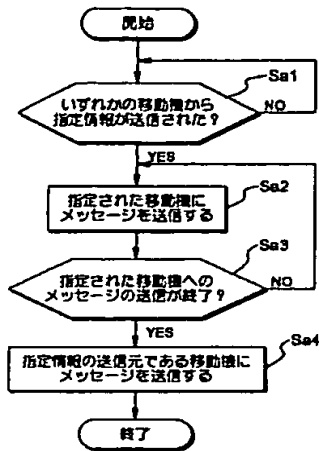 開始
Sa1
いずれかの移動機から
指定情報が送信された?
NO
YES
Sa2
指定された移動機に
メッセージを送信する
Sa3
指定された移動機への
メッセージの送信が終了?
NO
YES
Sa4
指定情報の送信元である移動機に
メッセージを送信する
終了